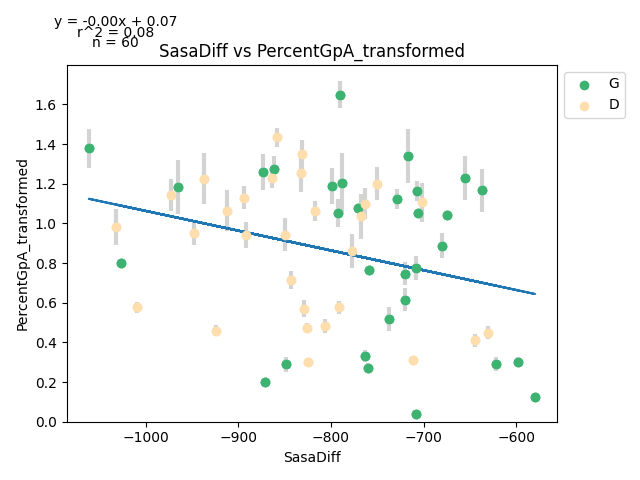 y = -0.00x + 0.07
r^2 = 0.08
n = 60
SasaDiff vs PercentGpA_transformed
G
D
PercentGpA_transformed
1.6
1.4
1.2
1.0
0.8
0.6
0.4
0.2
0.0
−1000 −900 −800 −700 −600
SasaDiff